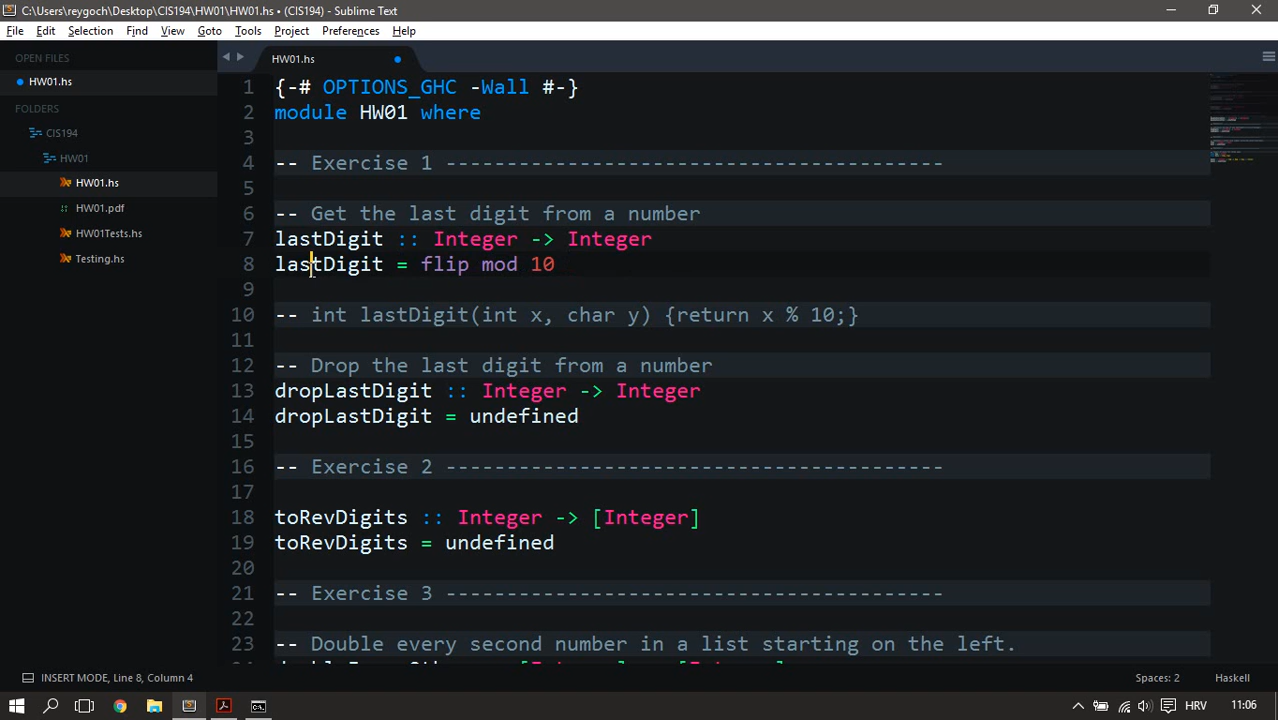 C:\Users\reygoch\Desktop\CIS194\HW01\HW01.hs • (CIS194) - Sublime Text
File Edit Selection Find View Goto Tools Project Preferences Help
OPEN FILES
HW01.hs
FOLDERS
CIS194
HW01
HW01.hs
HW01.pdf
HW01Tests.hs
Testing.hs
HW01.hs
1 {-# OPTIONS_GHC -Wall #-}
2 module HW01 where
3
4 -- Exercise 1 -----------------------------------------
5
6 -- Get the last digit from a number
7 lastDigit :: Integer -> Integer
8 lastDigit = flip mod 10
9
10 -- int lastDigit(int x, char y) {return x % 10;}
11
12 -- Drop the last digit from a number
13 dropLastDigit :: Integer -> Integer
14 dropLastDigit = undefined
15
16 -- Exercise 2 -----------------------------------------
17
18 toRevDigits :: Integer -> [Integer]
19 toRevDigits = undefined
20
21 -- Exercise 3 -----------------------------------------
22
23 -- Double every second number in a list starting on the left.
INSERT MODE, Line 8, Column 4
Spaces: 2
Haskell
HRV
11:06